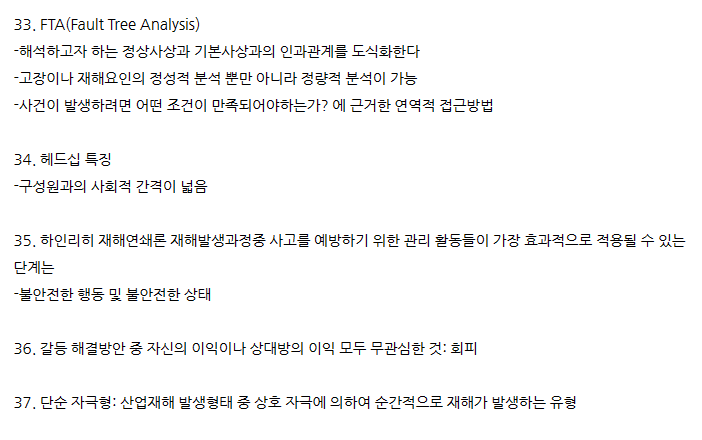 33. FTA(Fault Tree Analysis)
-해석하고자 하는 정상사상과 기본사상과의 인과관계를 도식화한다
-고장이나 재해요인의 정성적 분석 뿐만 아니라 정량적 분석이 가능
-사건이 발생하려면 어떤 조건이 만족되어야하는가? 에 근거한 연역적 접근방법
34. 헤드십 특징
-구성원과의 사회적 간격이 넓음
35. 하인리히 재해연쇄론 재해발생과정중 사고를 예방하기 위한 관리 활동들이 가장 효과적으로 적용될 수 있는
단계는
-불안전한 행동 및 불안전한 상태
36. 갈등 해결방안 중 자신의 이익이나 상대방의 이익 모두 무관심한 것: 회피
37. 단순 자극형: 산업재해 발생형태 중 상호 자극에 의하여 순간적으로 재해가 발생하는 유형